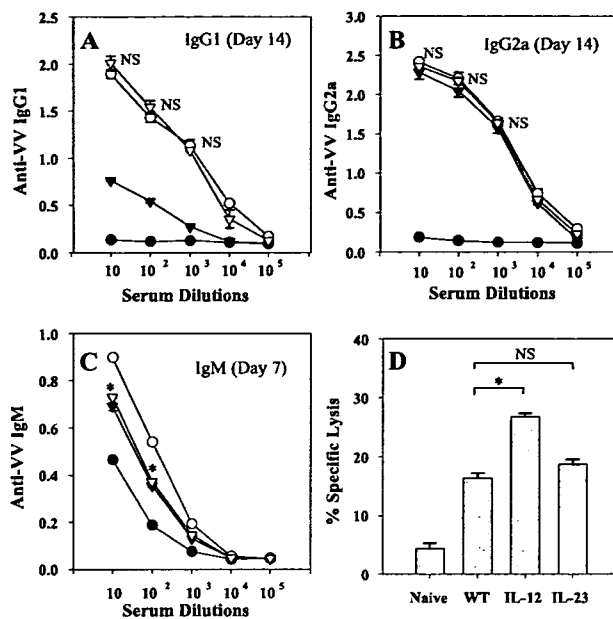 A
IgG1 (Day 14)
Anti-VV IgG1
2.0
1.5
1.0
0.5
0.0
NS
NS
NS
10
10 2
10 3
10 4
10 5
Serum Dilutions
B
IgG2a (Day 14)
Anti-VV IgG2a
2.5
2.0
1.5
1.0
0.5
0.0
NS
NS
NS
10
10 2
10 3
10 4
10 5
Serum Dilutions
C
IgM (Day 7)
Anti-VV IgM
1.0
0.8
0.6
0.4
0.2
0.0
*
*
10
10 2
10 3
10 4
10 5
Serum Dilutions
D
% Specific Lysis
40
30
20
10
0
NS
*
Naive WT IL-12 IL-23